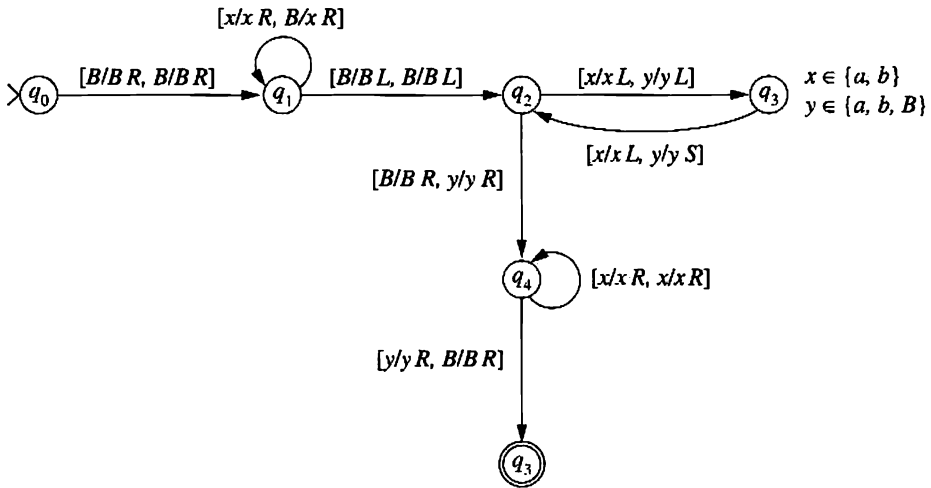 [x/x R, B/x R]
q0 [B/B R, B/B R] q1 [B/B L, B/B L] q2 [x/x L, y/y L] q3 x ∈ {a, b}
y ∈ {a, b, B}
[x/x L, y/y S]
[B/B R, y/y R]
q4 [x/x R, x/x R]
[y/y R, B/B R]
q3